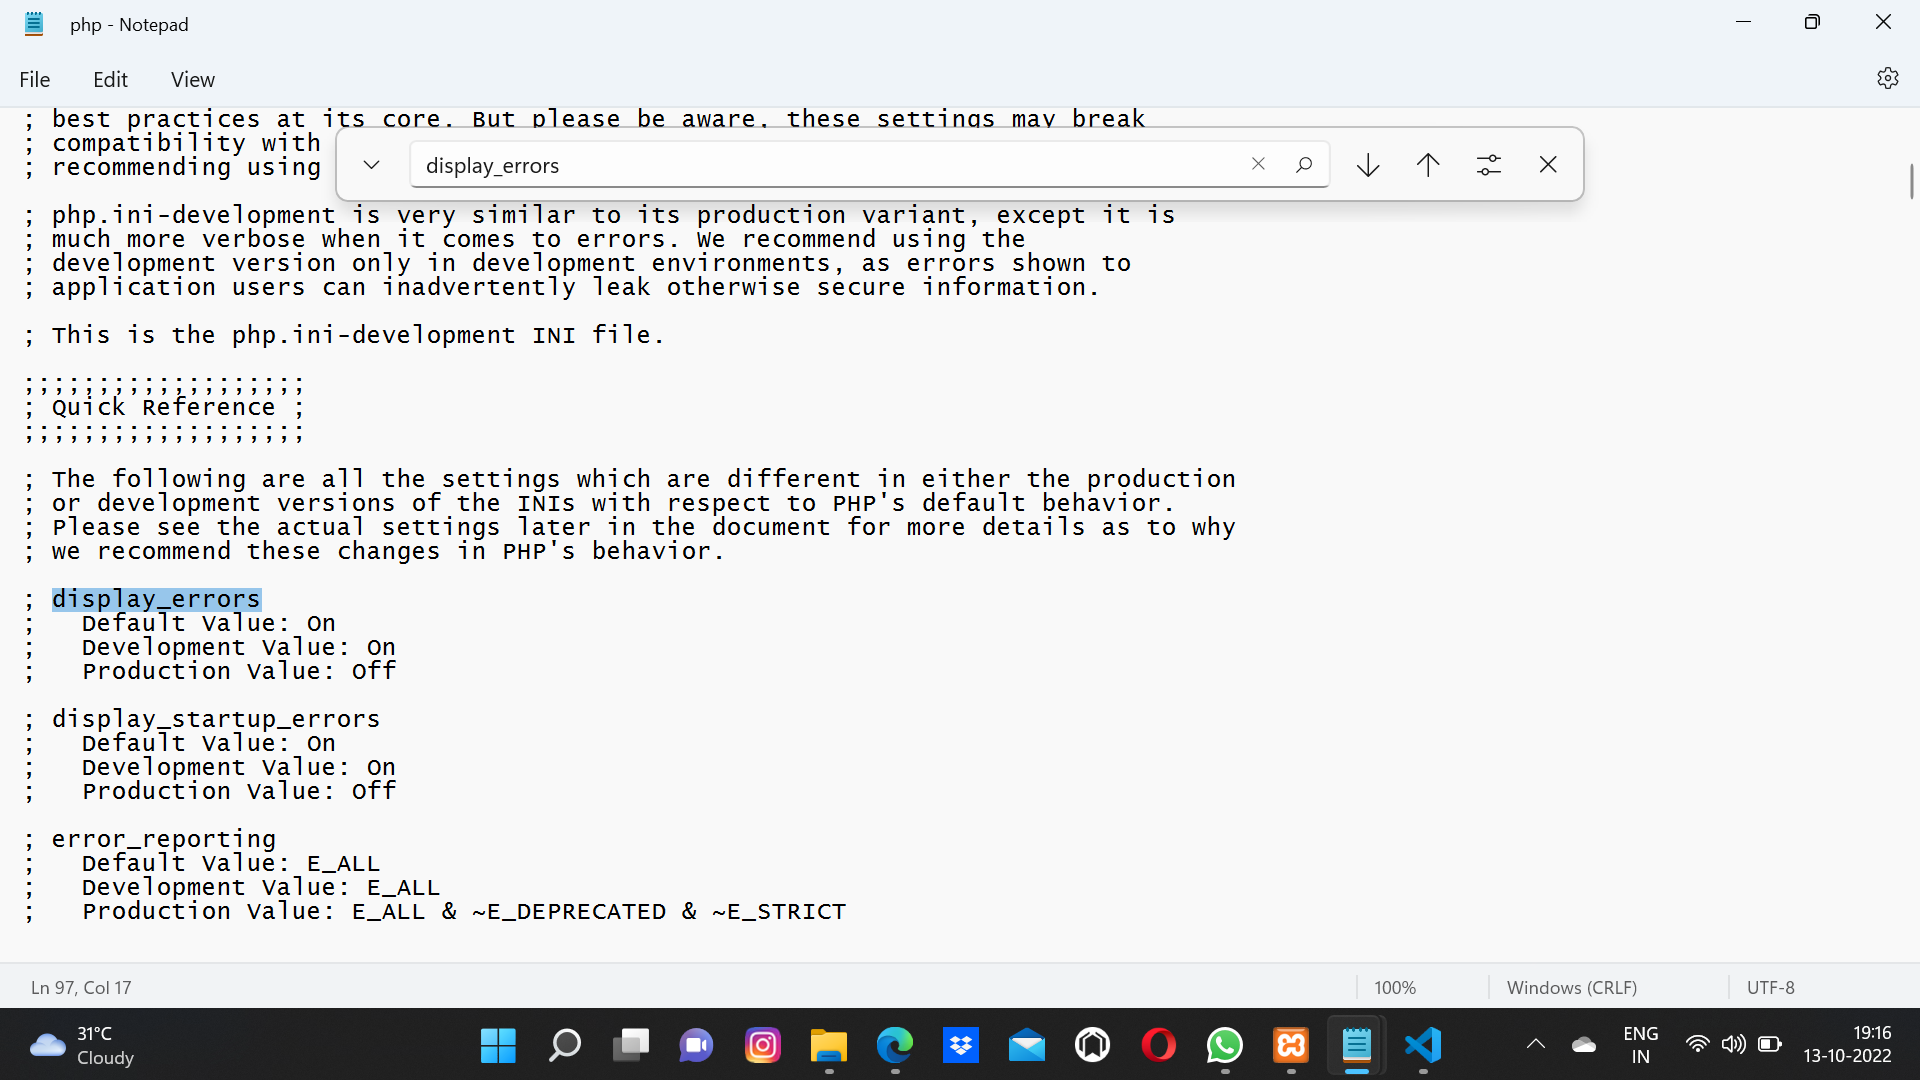 php - Notepad
File Edit View
; best practices at its core. But please be aware, these settings may break
; compatibility with
; recommending using
display_errors
; php.ini-development is very similar to its production variant, except it is
; much more verbose when it comes to errors. We recommend using the
; development version only in development environments, as errors shown to
; application users can inadvertently leak otherwise secure information.
; This is the php.ini-development INI file.
;;;;;;;;;;;;;;;;;;;
; Quick Reference ;
;;;;;;;;;;;;;;;;;;;
; The following are all the settings which are different in either the production
; or development versions of the INIs with respect to PHP's default behavior.
; Please see the actual settings later in the document for more details as to why
; we recommend these changes in PHP's behavior.
; display_errors
;   Default Value: On
;   Development Value: On
;   Production Value: Off
; display_startup_errors
;   Default Value: On
;   Development Value: On
;   Production Value: Off
; error_reporting
;   Default Value: E_ALL
;   Development Value: E_ALL
;   Production Value: E_ALL & ~E_DEPRECATED & ~E_STRICT
Ln 97, Col 17 100% Windows (CRLF) UTF-8
31°C
Cloudy
ENG
IN
19:16
13-10-2022